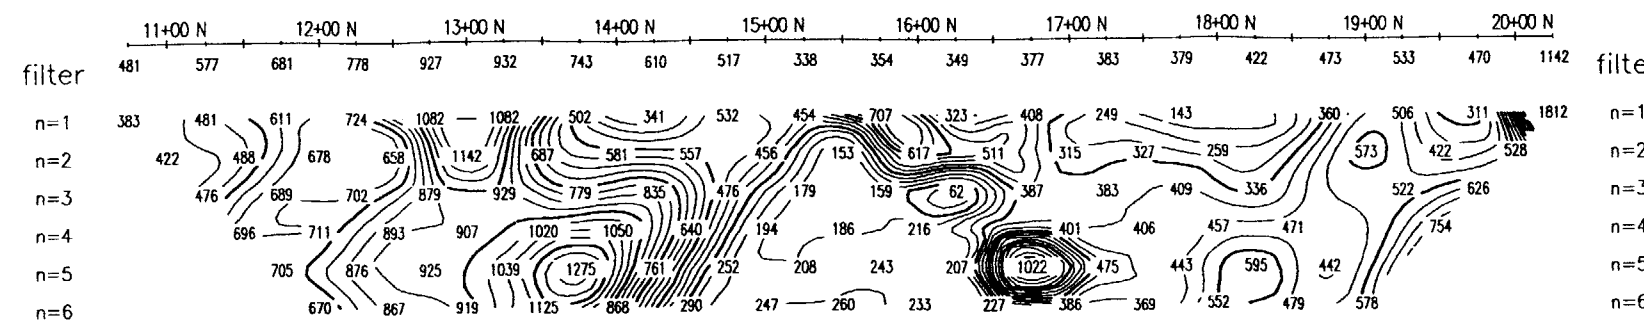 11+00 N 12+00 N 13+00 N 14+00 N 15+00 N 16+00 N 17+00 N 18+00 N 19+00 N 20+00 N
filter 481 577 681 778 927 932 743 610 517 338 354 349 377 383 379 422 473 533 470 1142 filte
n=1 383 481 611 724 1082 1082 502 341 532 454 707 323 408 249 143 360 506 311 1812 n=1
n=2 422 488 678 658 1142 687 581 557 456 153 617 511 315 327 259 573 422 528 n=2
n=3 476 689 702 879 929 779 835 476 179 159 62 387 383 409 336 522 626 n=3
n=4 696 711 893 907 1020 1050 640 194 186 216 401 406 457 471 754 n=4
n=5 705 876 925 1039 1275 761 252 208 243 207 1022 475 443 595 442 n=5
n=6 670 867 919 1125 868 290 247 260 233 227 386 369 552 479 578 n=6